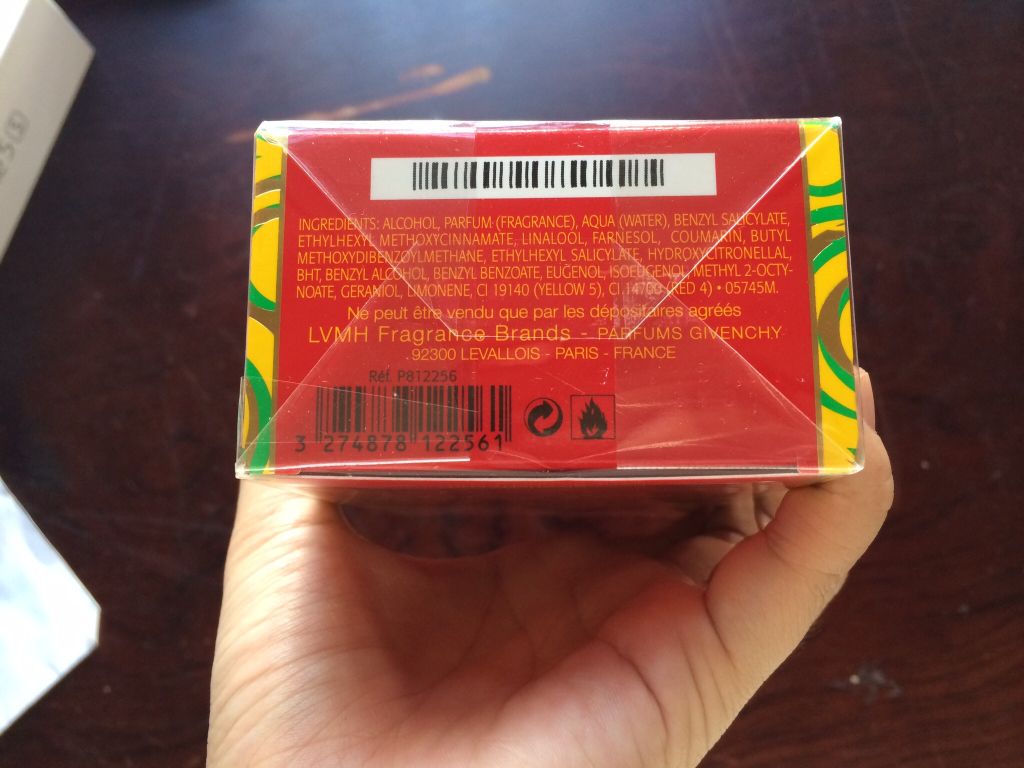 INGREDIENTS: ALCOHOL, PARFUM (FRAGRANCE), AQUA (WATER), BENZYL SALICYLATE,
ETHYLHEXYL METHOXYCINNAMATE, LINALOOL, FARNESOL, COUMARIN, BUTYL
METHOXYDIBENZOYLMETHANE, ETHYLHEXYL SALICYLATE, HYDROXYCITRONELLAL,
BHT, BENZYL ALCOHOL, BENZYL BENZOATE, EUGENOL, ISOEUGENOL, METHYL 2-OCTY-
NOATE, GERANIOL, LIMONENE, CI 19140 (YELLOW 5), CI 14700 (RED 4) • 05745M.
Ne peut être vendu que par les dépositaires agréés
LVMH Fragrance Brands - PARFUMS GIVENCHY
92300 LEVALLOIS - PARIS - FRANCE
Réf. P812256
3 274878 122561